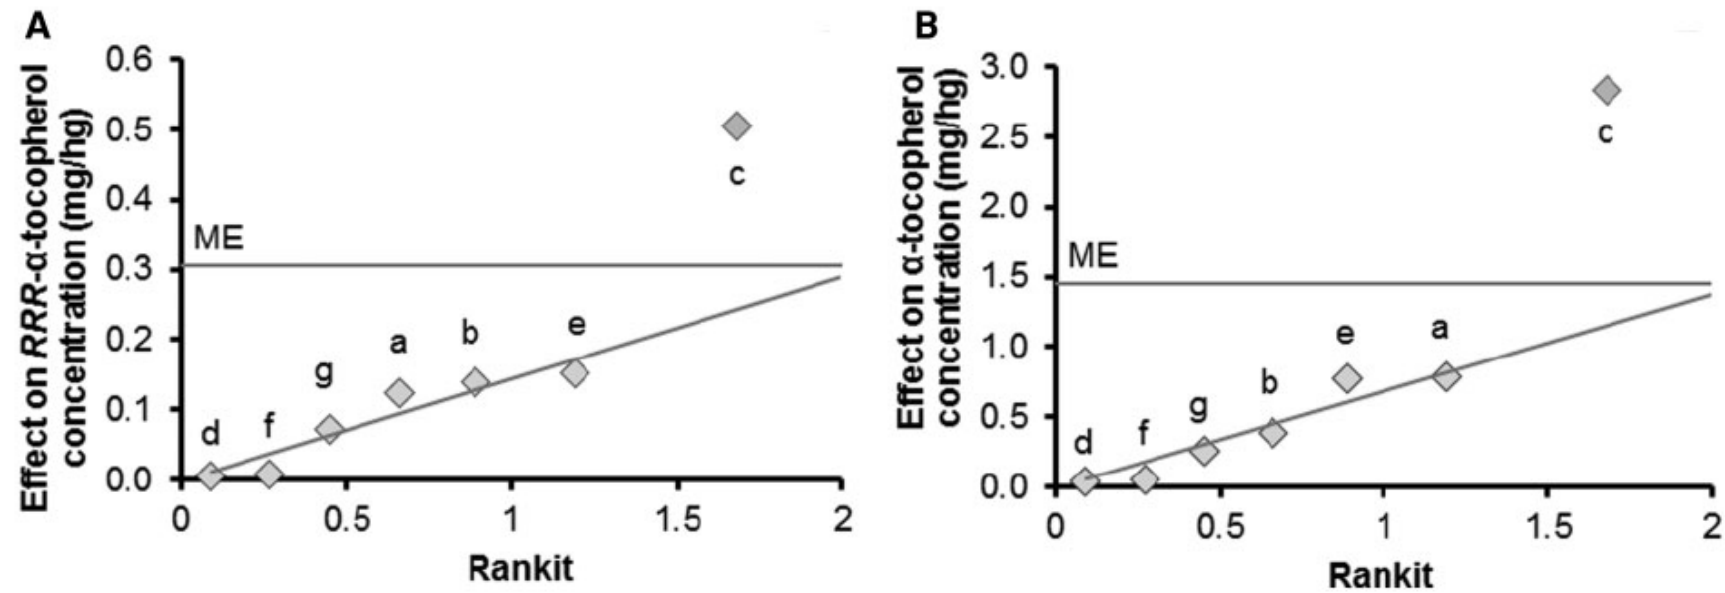 A
Effect on RRR-α-tocopherol
concentration (mg/hg)
0.6
0.5
0.4
0.3
0.2
0.1
0.0
ME
c
d
f
g
a
b
e
0
0.5
1
1.5
2
Rankit
B
Effect on α-tocopherol
concentration (mg/hg)
3.0
2.5
2.0
1.5
1.0
0.5
0.0
ME
c
d
f
g
b
e
a
0
0.5
1
1.5
2
Rankit